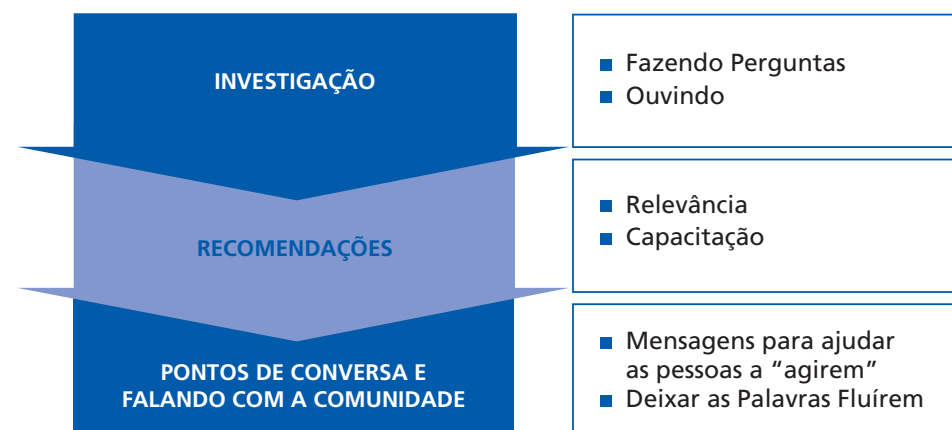 INVESTIGAÇÃO
■ Fazendo Perguntas
■ Ouvindo
RECOMENDAÇÕES
■ Relevância
■ Capacitação
PONTOS DE CONVERSA E
FALANDO COM A COMUNIDADE
■ Mensagens para ajudar
as pessoas a “agirem”
■ Deixar as Palavras Fluírem